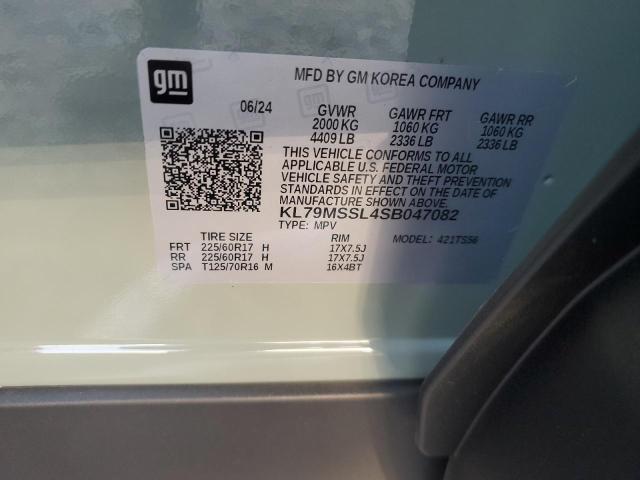 gm
MFD BY GM KOREA COMPANY
06/24 GVWR GAWR FRT GAWR RR
2000 KG 1060 KG 1060 KG
4409 LB 2336 LB 2336 LB
THIS VEHICLE CONFORMS TO ALL
APPLICABLE U.S. FEDERAL MOTOR
VEHICLE SAFETY AND THEFT PREVENTION
STANDARDS IN EFFECT ON THE DATE OF
MANUFACTURE SHOWN ABOVE.
KL79MSSL4SB047082
TYPE: MPV
TIRE SIZE RIM MODEL: 421TS56
FRT 225/60R17 H 17X7.5J
RR 225/60R17 H 17X7.5J
SPA T125/70R16 M 16X4BT